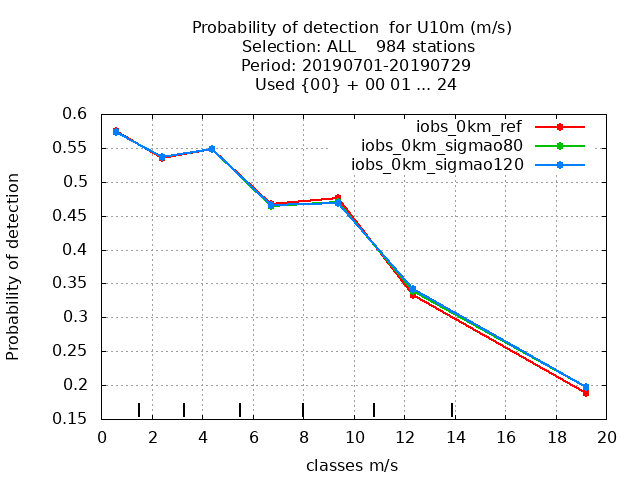 Probability of detection  for U10m (m/s)
Selection: ALL    984 stations
Period: 20190701-20190729
Used {00} + 00 01 ... 24
iobs_0km_ref
iobs_0km_sigmao80
iobs_0km_sigmao120
Probability of detection
0.6
0.55
0.5
0.45
0.4
0.35
0.3
0.25
0.2
0.15
0 2 4 6 8 10 12 14 16 18 20
classes m/s